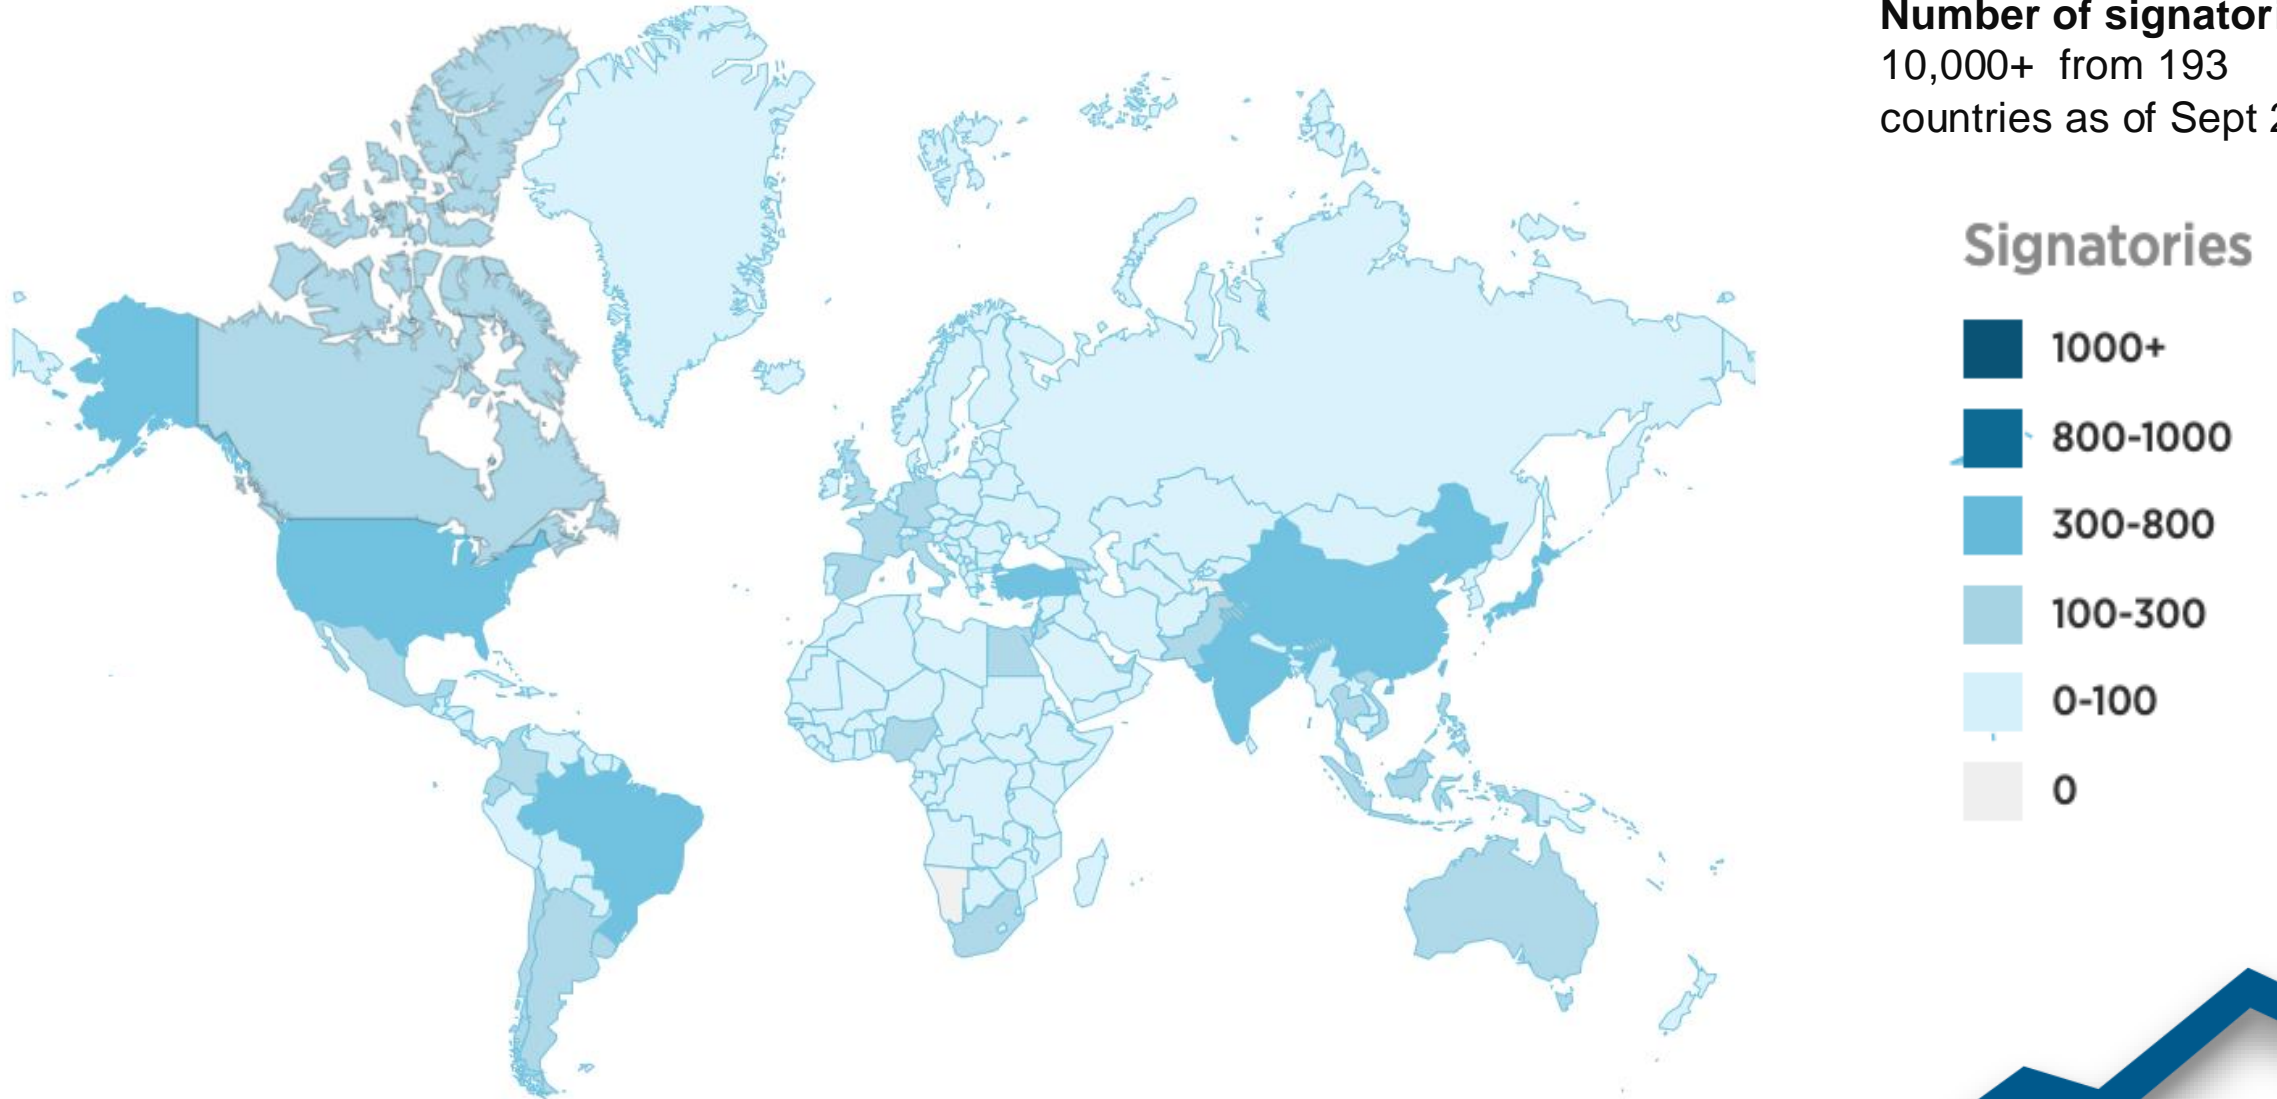 Number of signator
10,000+ from 193
countries as of Sept
Signatories
1000+
800-1000
300-800
100-300
0-100
0